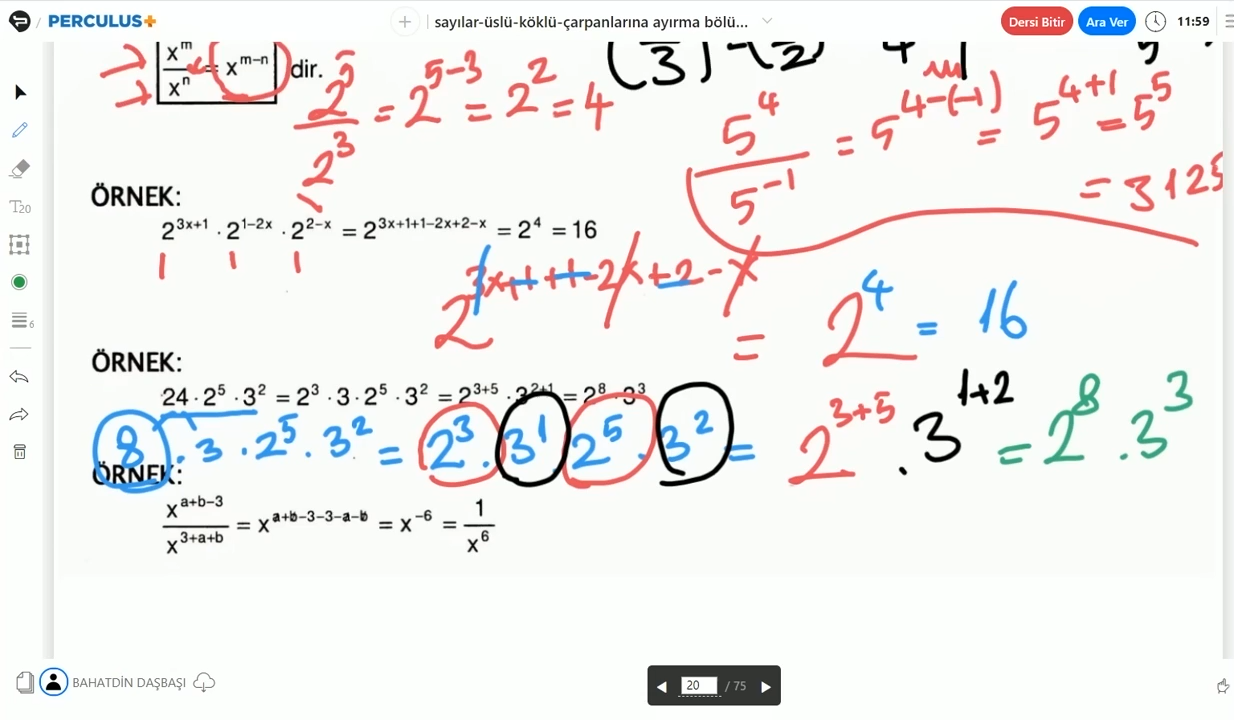 PERCULUS+
+ sayılar-üslü-köklü-çarpanlarına ayırma bölü...
Dersi Bitir Ara Ver 11:59
x^m / x^n = x^(m-n) dir.
2^5 / 2^3 = 2^(5-3) = 2^2 = 4
5^4 / 5^(-1) = 5^(4-(-1)) = 5^(4+1) = 5^5
= 3125
ÖRNEK:
2^(3x+1) · 2^(1-2x) · 2^(2-x) = 2^(3x+1+1-2x+2-x) = 2^4 = 16
2^(3x+1+1-2x+2-x) = 2^4 = 16
ÖRNEK:
24 · 2^5 · 3^2 = 2^3 · 3 · 2^5 · 3^2 = 2^(3+5) · 3^(2+1) = 2^8 · 3^3
8 · 3 · 2^5 · 3^2 = 2^3 · 3^1 · 2^5 · 3^2 = 2^(3+5) · 3^(1+2) = 2^8 · 3^3
ÖRNEK:
x^(a+b-3) / x^(3+a+b) = x^(a+b-3-3-a-b) = x^(-6) = 1 / x^6
T20
6
BAHATDİN DAŞBAŞI
20 / 75